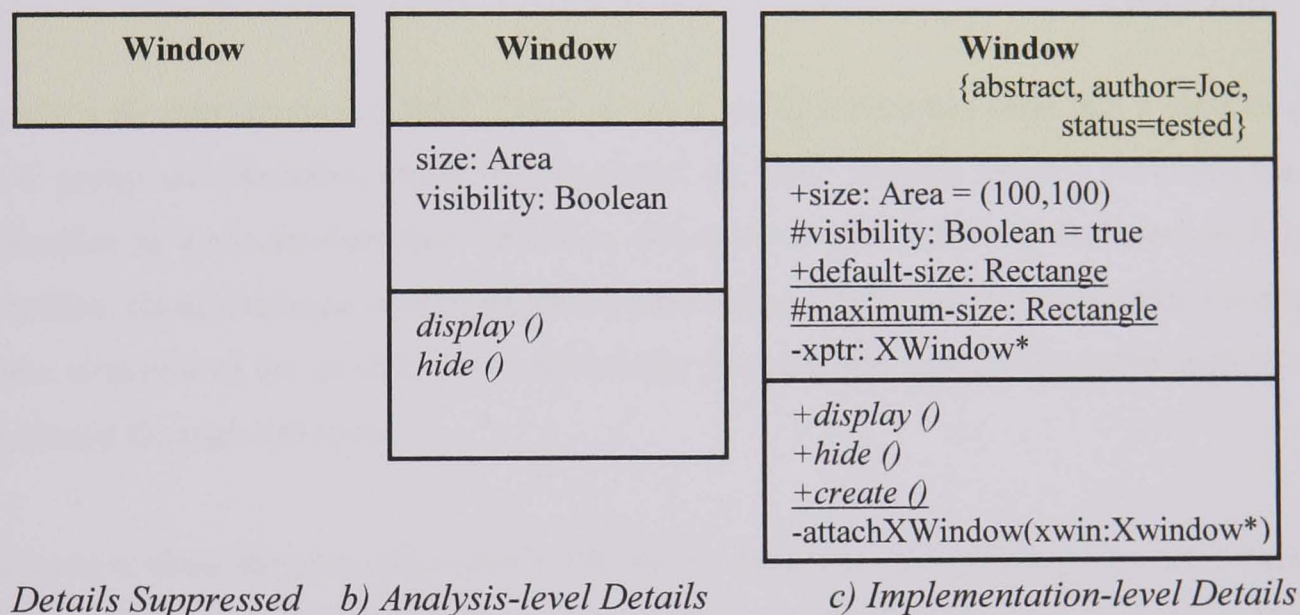 Window
Window
size: Area
visibility: Boolean
display ()
hide ()
Window
{abstract, author=Joe,
status=tested}
+size: Area = (100,100)
#visibility: Boolean = true
+default-size: Rectange
#maximum-size: Rectangle
-xptr: XWindow*
+display ()
+hide ()
+create ()
-attachXWindow(xwin:Xwindow*)
Details Suppressed
b) Analysis-level Details
c) Implementation-level Details